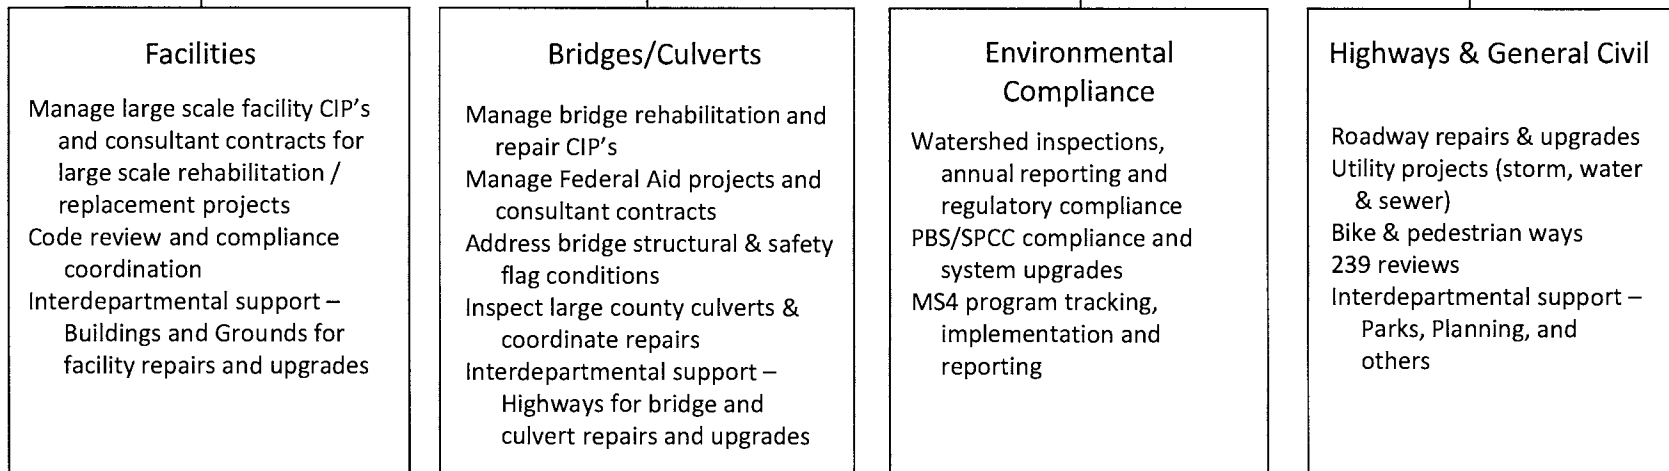 Facilities
Manage large scale facility CIP's
and consultant contracts for
large scale rehabilitation /
replacement projects
Code review and compliance
coordination
Interdepartmental support –
Buildings and Grounds for
facility repairs and upgrades
Bridges/Culverts
Manage bridge rehabilitation and
repair CIP's
Manage Federal Aid projects and
consultant contracts
Address bridge structural & safety
flag conditions
Inspect large county culverts &
coordinate repairs
Interdepartmental support –
Highways for bridge and
culvert repairs and upgrades
Environmental
Compliance
Watershed inspections,
annual reporting and
regulatory compliance
PBS/SPCC compliance and
system upgrades
MS4 program tracking,
implementation and
reporting
Highways & General Civil
Roadway repairs & upgrades
Utility projects (storm, water
& sewer)
Bike & pedestrian ways
239 reviews
Interdepartmental support –
Parks, Planning, and
others